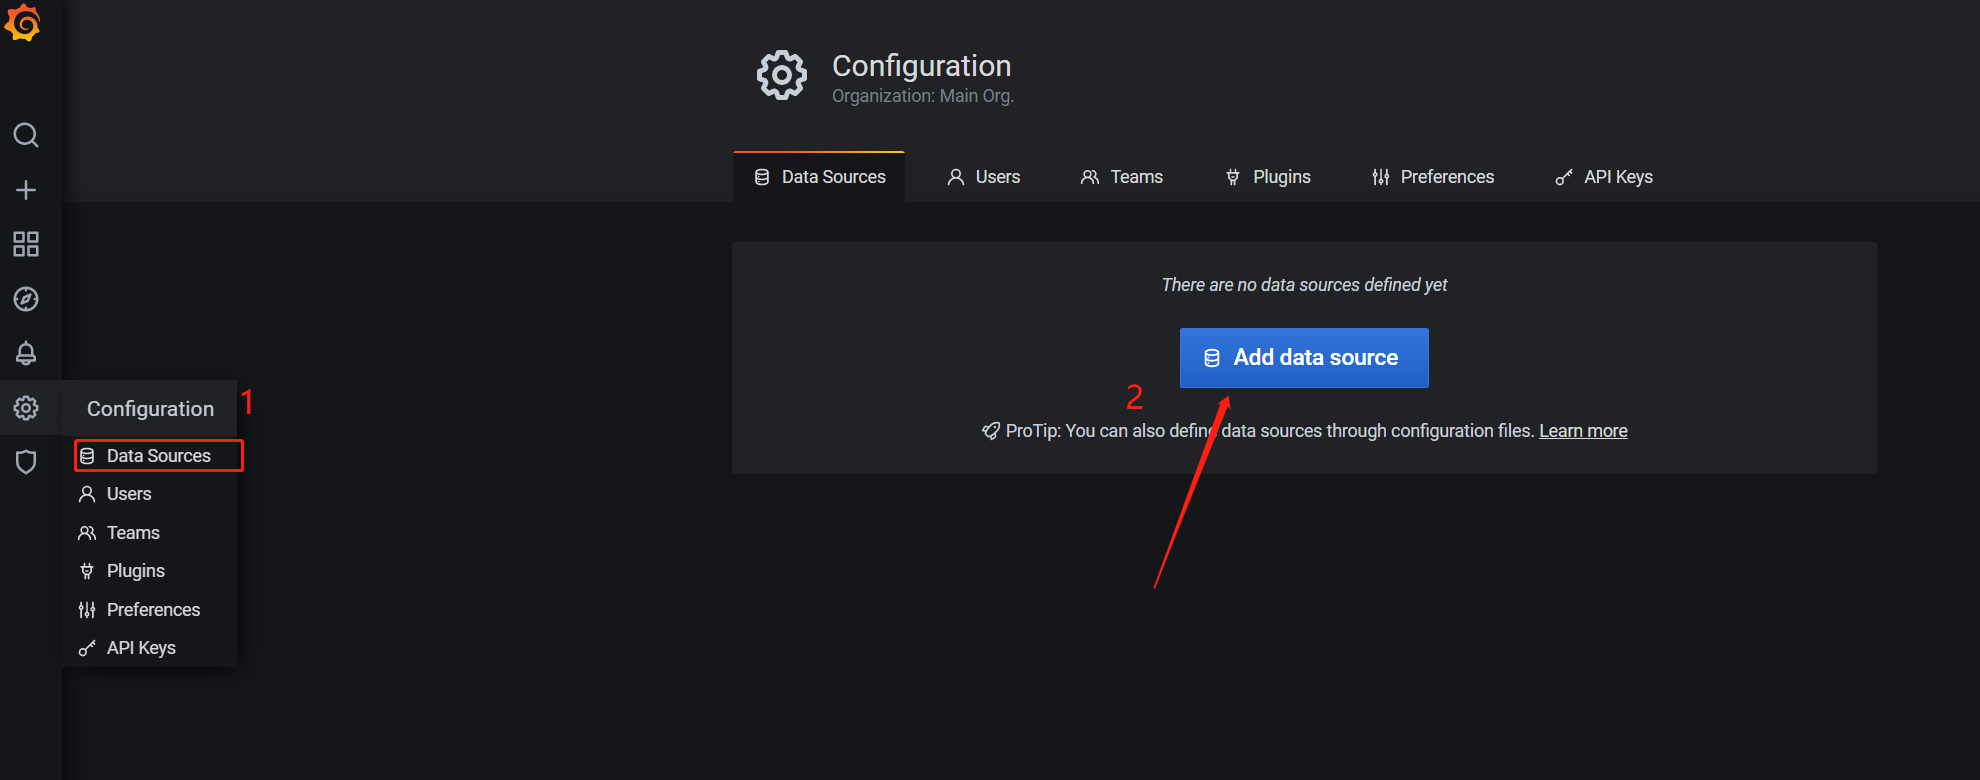 Configuration
Organization: Main Org.
Data Sources
Users
Teams
Plugins
Preferences
API Keys
There are no data sources defined yet
Add data source
2
ProTip: You can also define data sources through configuration files. Learn more
Configuration
1
Data Sources
Users
Teams
Plugins
Preferences
API Keys